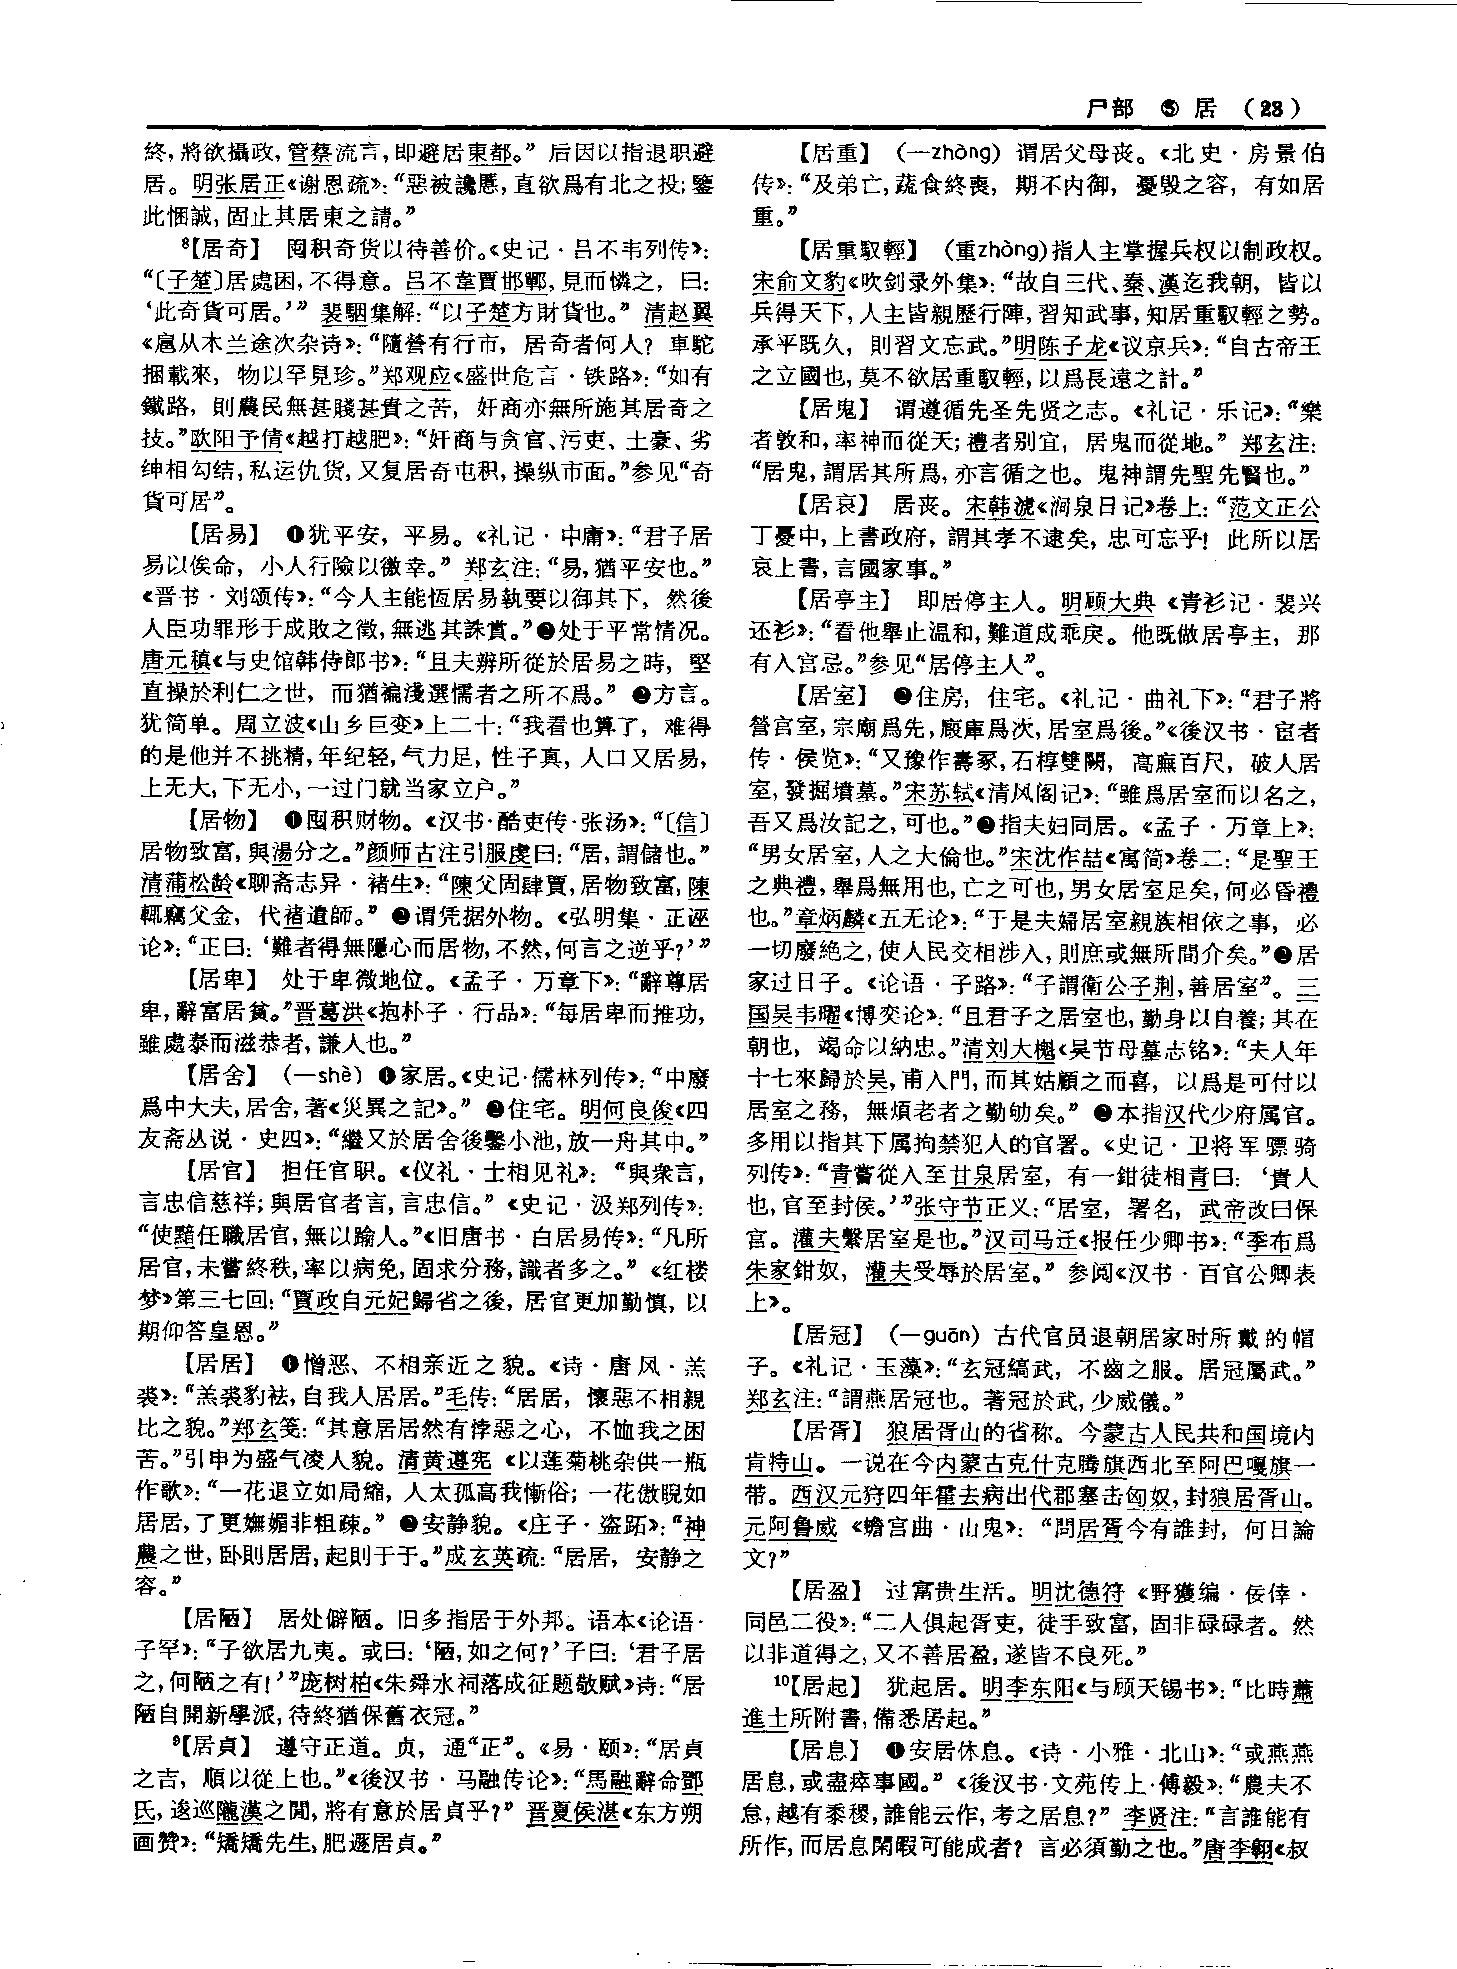 尸部 ⑤ 居 (23)
終，將欲攝政，管蔡流言，即避居東都。”后因以指退职避
居。明张居正《谢恩疏》：“惡被讒慝，直欲爲有北之投；鑒
此悃誠，固止其居東之請。”
8【居奇】 囤积奇货以待善价。《史记·吕不韦列传》：
“〔子楚〕居處困，不得意。吕不韋賈邯鄲，見而憐之，曰：
‘此奇貨可居。’”裴駰集解：“以子楚方財貨也。”清赵翼
《扈从木兰途次杂诗》：“隨營有行市，居奇者何人？車駝
捆載來，物以罕見珍。”郑观应《盛世危言·铁路》：“如有
鐵路，則農民無甚賤甚貴之苦，奸商亦無所施其居奇之
技。”欧阳予倩《越打越肥》：“奸商与贪官、污吏、土豪、劣
绅相勾结，私运仇货，又复居奇屯积，操纵市面。”参见“奇
貨可居”。
【居易】 ❶犹平安，平易。《礼记·中庸》：“君子居
易以俟命，小人行險以徼幸。”郑玄注：“易，猶平安也。”
《晋书·刘颂传》：“今人主能恆居易執要以御其下，然後
人臣功罪形于成敗之徵，無逃其誅賞。”❷处于平常情况。
唐元稹《与史馆韩侍郎书》：“且夫辨所從於居易之時，堅
直操於利仁之世，而猶褊淺選懦者之所不爲。”❸方言。
犹简单。周立波《山乡巨变》上二十：“我看也算了，难得
的是他并不挑精，年纪轻，气力足，性子真，人口又居易，
上无大，下无小，一过门就当家立户。”
【居物】 ❶囤积财物。《汉书·酷吏传·张汤》：“〔信〕
居物致富，與湯分之。”颜师古注引服虔曰：“居，謂儲也。”
清蒲松龄《聊斋志异·褚生》：“陳父固肆賈，居物致富，陳
輒竊父金，代褚遺師。”❷谓凭据外物。《弘明集·正诬
论》：“正曰：‘難者得無隱心而居物，不然，何言之逆乎？’”
【居卑】 处于卑微地位。《孟子·万章下》：“辭尊居
卑，辭富居貧。”晋葛洪《抱朴子·行品》：“每居卑而推功，
雖處泰而滋恭者，謙人也。”
【居舍】 (一shè) ❶家居。《史记·儒林列传》：“中廢
爲中大夫，居舍，著《災異之記》。”❷住宅。明何良俊《四
友斋丛说·史四》：“繼又於居舍後鑿小池，放一舟其中。”
【居官】 担任官职。《仪礼·士相见礼》：“與衆言，
言忠信慈祥；與居官者言，言忠信。”《史记·汲郑列传》：
“使黯任職居官，無以踰人。”《旧唐书·白居易传》：“凡所
居官，未嘗終秩，率以病免，固求分務，識者多之。”《红楼
梦》第三七回：“賈政自元妃歸省之後，居官更加勤慎，以
期仰答皇恩。”
【居居】 ❶憎恶、不相亲近之貌。《诗·唐风·羔
裘》：“羔裘豹袪，自我人居居。”毛传：“居居，懷惡不相親
比之貌。”郑玄笺：“其意居居然有悖惡之心，不恤我之困
苦。”引申为盛气凌人貌。清黄遵宪《以莲菊桃杂供一瓶
作歌》：“一花退立如局縮，人太孤高我慚俗；一花傲睨如
居居，了更嫵媚非粗疎。”❷安静貌。《庄子·盗跖》：“神
農之世，卧則居居，起則于于。”成玄英疏：“居居，安静之
容。”
【居陋】 居处僻陋。旧多指居于外邦。语本《论语·
子罕》：“子欲居九夷。或曰：‘陋，如之何？’子曰：‘君子居
之，何陋之有！’”庞树柏《朱舜水祠落成征题敬赋》诗：“居
陋自開新學派，待終猶保舊衣冠。”
9【居貞】 遵守正道。贞，通“正”。《易·颐》：“居貞
之吉，順以從上也。”《後汉书·马融传论》：“馬融辭命鄧
氏，逡巡隴漢之間，將有意於居貞乎？”晋夏侯湛《东方朔
画赞》：“矯矯先生，肥遯居貞。”
【居重】 (一zhòng) 谓居父母丧。《北史·房景伯
传》：“及弟亡，蔬食終喪，期不内御，憂毁之容，有如居
重。”
【居重馭輕】 (重zhòng)指人主掌握兵权以制政权。
宋俞文豹《吹剑录外集》：“故自三代、秦、漢迄我朝，皆以
兵得天下，人主皆親歷行陣，習知武事，知居重馭輕之勢。
承平既久，則習文忘武。”明陈子龙《议京兵》：“自古帝王
之立國也，莫不欲居重馭輕，以爲長遠之計。”
【居鬼】 谓遵循先圣先贤之志。《礼记·乐记》：“樂
者敦和，率神而從天；禮者别宜，居鬼而從地。”郑玄注：
“居鬼，謂居其所爲，亦言循之也。鬼神謂先聖先賢也。”
【居哀】 居丧。宋韩淲《涧泉日记》卷上：“范文正公
丁憂中，上書政府，謂其孝不逮矣，忠可忘乎！此所以居
哀上書，言國家事。”
【居亭主】 即居停主人。明顾大典《青衫记·裴兴
还衫》：“看他舉止温和，難道成乖戾。他既做居亭主，那
有入宫忌。”参见“居停主人”。
【居室】 ❶住房，住宅。《礼记·曲礼下》：“君子將
營宫室，宗廟爲先，廄庫爲次，居室爲後。”《後汉书·宦者
传·侯览》：“又豫作壽冢，石椁雙闕，高廡百尺，破人居
室，發掘墳墓。”宋苏轼《清风阁记》：“雖爲居室而以名之，
吾又爲汝記之，可也。”❷指夫妇同居。《孟子·万章上》：
“男女居室，人之大倫也。”宋沈作喆《寓简》卷二：“是聖王
之典禮，舉爲無用也，亡之可也，男女居室足矣，何必昏禮
也。”章炳麟《五无论》：“于是夫婦居室親族相依之事，必
一切廢絶之，使人民交相涉入，則庶或無所間介矣。”❸居
家过日子。《论语·子路》：“子謂衛公子荆，善居室”。三
国吴韦曜《博奕论》：“且君子之居室也，勤身以自養；其在
朝也，竭命以納忠。”清刘大櫆《吴节母墓志铭》：“夫人年
十七來歸於吴，甫入門，而其姑顧之而喜，以爲是可付以
居室之務，無煩老者之勤劬矣。”❹本指汉代少府属官。
多用以指其下属拘禁犯人的官署。《史记·卫将军骠骑
列传》：“青嘗從入至甘泉居室，有一鉗徒相青曰：‘貴人
也，官至封侯。’”张守节正义：“居室，署名，武帝改曰保
宫。灌夫繫居室是也。”汉司马迁《报任少卿书》：“季布爲
朱家鉗奴，灌夫受辱於居室。”参阅《汉书·百官公卿表
上》。
【居冠】 (一guān) 古代官员退朝居家时所戴的帽
子。《礼记·玉藻》：“玄冠縞武，不齒之服。居冠屬武。”
郑玄注：“謂燕居冠也。著冠於武，少威儀。”
【居胥】 狼居胥山的省称。今蒙古人民共和国境内
肯特山。一说在今内蒙古克什克腾旗西北至阿巴嘎旗一
带。西汉元狩四年霍去病出代郡塞击匈奴，封狼居胥山。
元阿鲁威《蟾宫曲·山鬼》：“問居胥今有誰封，何日論
文？”
【居盈】 过富贵生活。明沈德符《野獲编·佞倖·
同邑二役》：“二人俱起胥吏，徒手致富，固非碌碌者。然
以非道得之，又不善居盈，遂皆不良死。”
10【居起】 犹起居。明李东阳《与顾天锡书》：“比時蕭
進士所附書，備悉居起。”
【居息】 ❶安居休息。《诗·小雅·北山》：“或燕燕
居息，或盡瘁事國。”《後汉书·文苑传上·傅毅》：“農夫不
怠，越有黍稷，誰能云作，考之居息？”李贤注：“言誰能有
所作，而居息閑暇可能成者？言必須勤之也。”唐李翱《叔